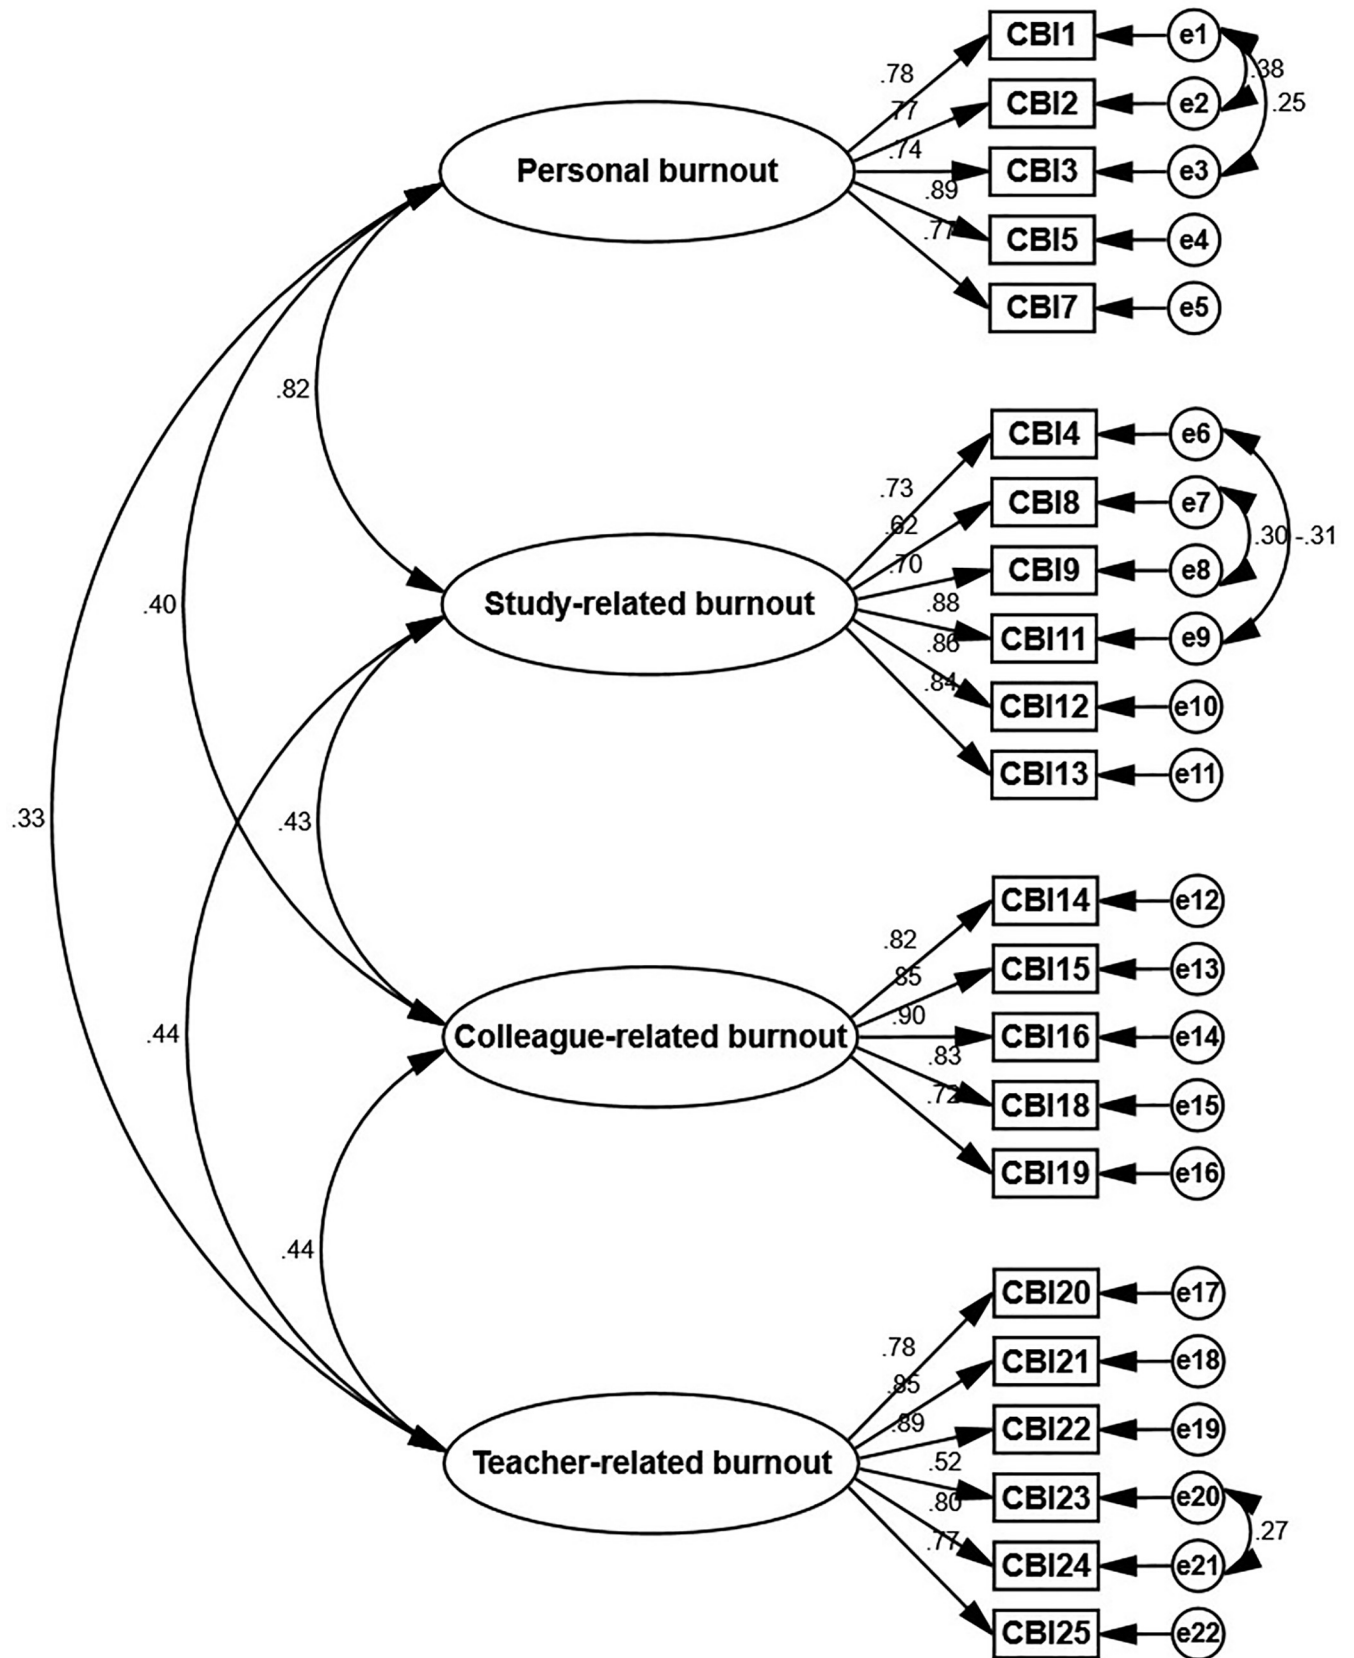 CBI1
e1
.78
.38
CBI2
e2
.77
.25
.74
Personal burnout
CBI3
e3
.89
CBI5
e4
.77
CBI7
e5
.82
CBI4
e6
.73
CBI8
e7
.62
.30
-.31
.70
CBI9
e8
Study-related burnout
.40
.88
CBI11
e9
.86
.84
CBI12
e10
CBI13
e11
.33
.43
CBI14
e12
.82
CBI15
e13
.85
.90
.44
Colleague-related burnout
CBI16
e14
.83
CBI18
e15
.72
CBI19
e16
.44
CBI20
e17
.78
CBI21
e18
.85
.89
CBI22
e19
Teacher-related burnout
.52
CBI23
e20
.80
.27
.77
CBI24
e21
CBI25
e22